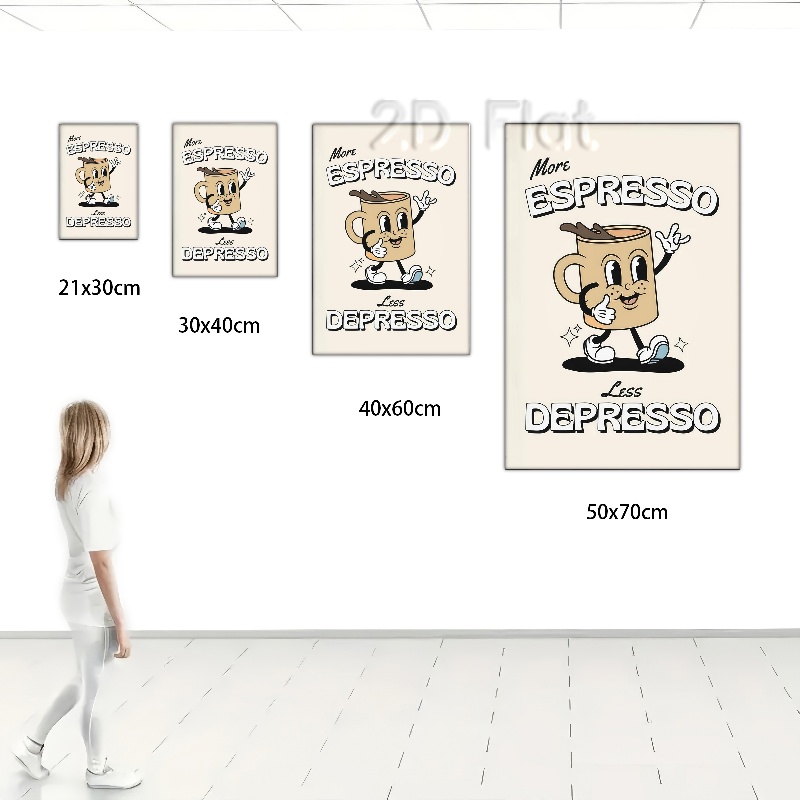 2D Flat
More
ESPRESSO
Less
DEPRESSO
21x30cm
More
ESPRESSO
Less
DEPRESSO
30x40cm
More
ESPRESSO
Less
DEPRESSO
40x60cm
More
ESPRESSO
Less
DEPRESSO
50x70cm